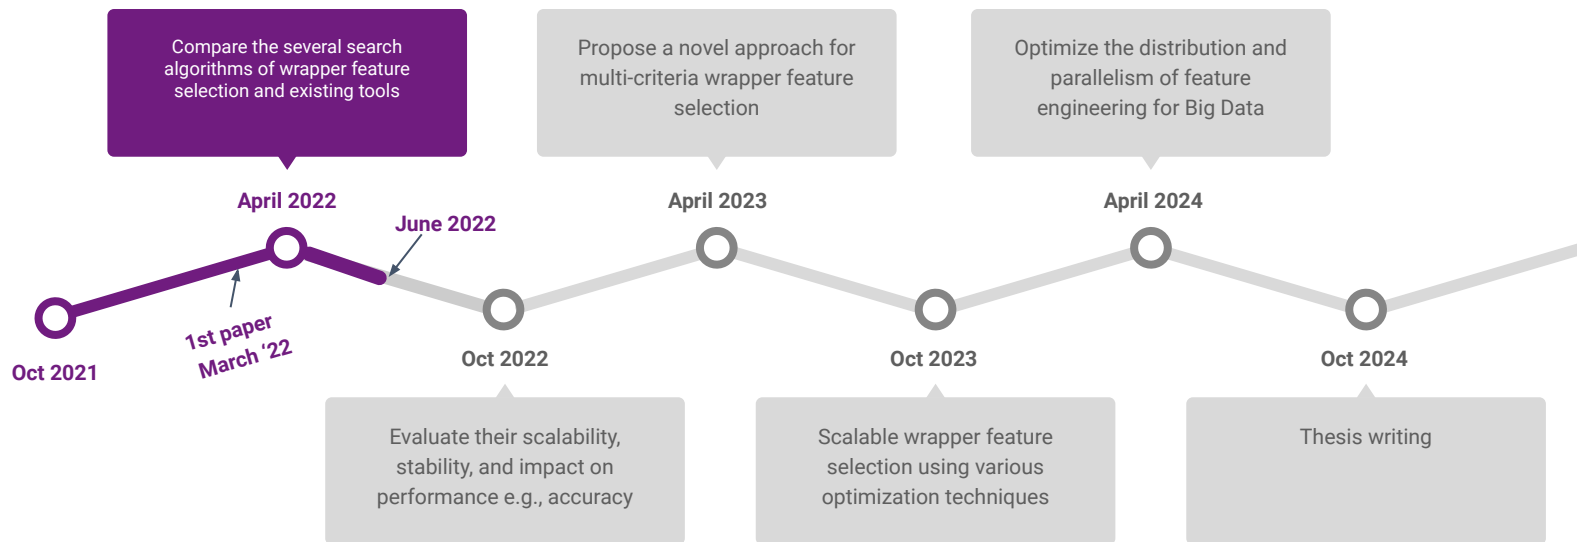 Compare the several search
algorithms of wrapper feature
selection and existing tools
Propose a novel approach for
multi-criteria wrapper feature
selection
Optimize the distribution and
parallelism of feature
engineering for Big Data
April 2022
June 2022
April 2023
April 2024
1st paper
March ‘22
Oct 2021
Oct 2022
Oct 2023
Oct 2024
Evaluate their scalability,
stability, and impact on
performance e.g., accuracy
Scalable wrapper feature
selection using various
optimization techniques
Thesis writing